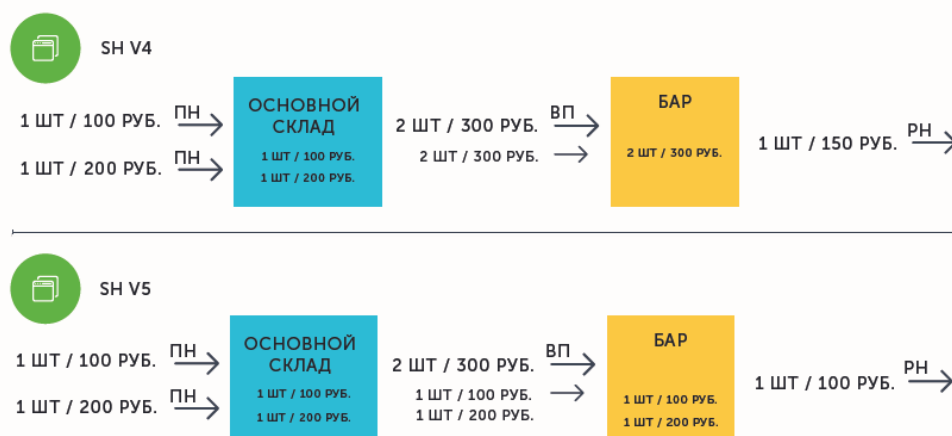 SH V4
1 ШТ / 100 РУБ.
ПН
1 ШТ / 200 РУБ.
ПН
ОСНОВНОЙ
СКЛАД
1 ШТ / 100 РУБ.
1 ШТ / 200 РУБ.
2 ШТ / 300 РУБ.
ВП
2 ШТ / 300 РУБ.
БАР
2 ШТ / 300 РУБ.
1 ШТ / 150 РУБ.
РН
SH V5
1 ШТ / 100 РУБ.
ПН
1 ШТ / 200 РУБ.
ПН
ОСНОВНОЙ
СКЛАД
1 ШТ / 100 РУБ.
1 ШТ / 200 РУБ.
2 ШТ / 300 РУБ.
ВП
1 ШТ / 100 РУБ.
1 ШТ / 200 РУБ.
БАР
1 ШТ / 100 РУБ.
1 ШТ / 200 РУБ.
1 ШТ / 100 РУБ.
РН